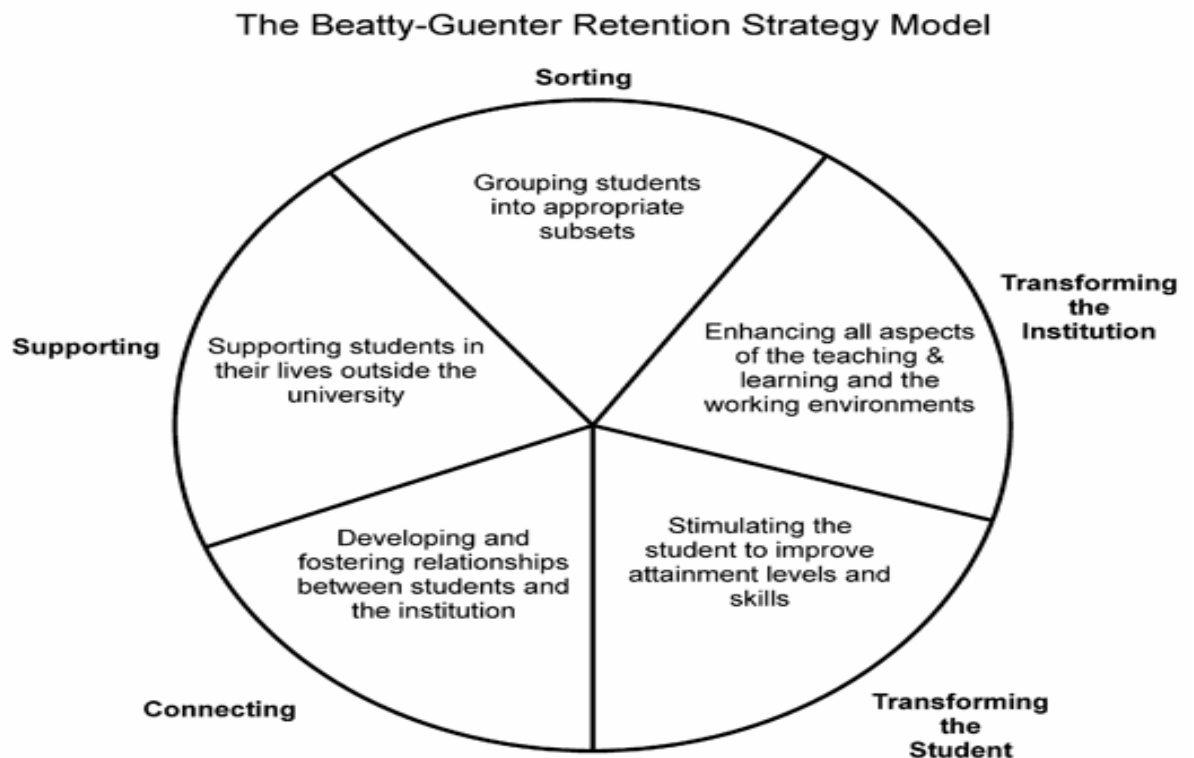 The Beatty-Guenter Retention Strategy Model
Sorting
Grouping students
into appropriate
subsets
Transforming
the
Institution
Enhancing all aspects
of the teaching &
learning and the
working environments
Supporting
Supporting students in
their lives outside the
university
Developing and
fostering relationships
between students and
the institution
Stimulating the
student to improve
attainment levels and
skills
Connecting
Transforming
the
Student